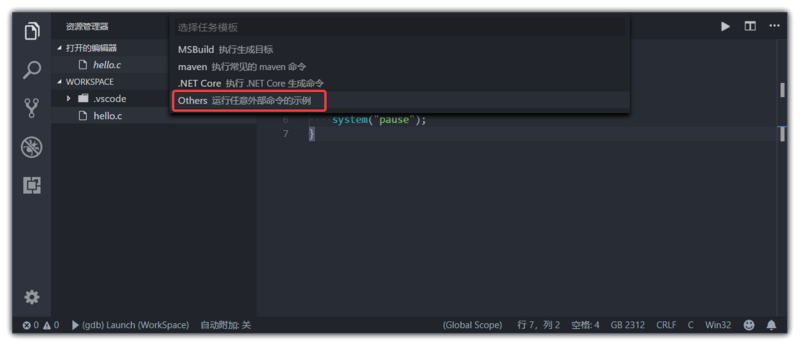 资源管理器
打开的编辑器
hello.c
WORKSPACE
.vscode
hello.c
选择任务模板
MSBuild 执行生成目标
maven 执行常见的 maven 命令
.NET Core 执行 .NET Core 生成命令
Others 运行任意外部命令的示例
6 system("pause");
7 }
0 0 (gdb) Launch (WorkSpace) 自动附加: 关 (Global Scope) 行 7，列 2 空格: 4 GB 2312 CRLF C Win32